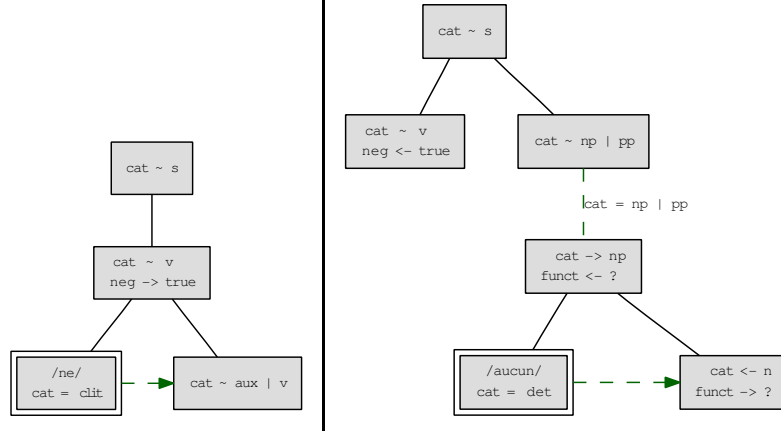 cat ~ s
cat ~ v
neg -> true
/ne/
cat = clit
cat ~ aux | v
cat ~ s
cat ~ v
neg <- true
cat ~ np | pp
cat = np | pp
cat -> np
funct <- ?
/aucun/
cat = det
cat <- n
funct -> ?